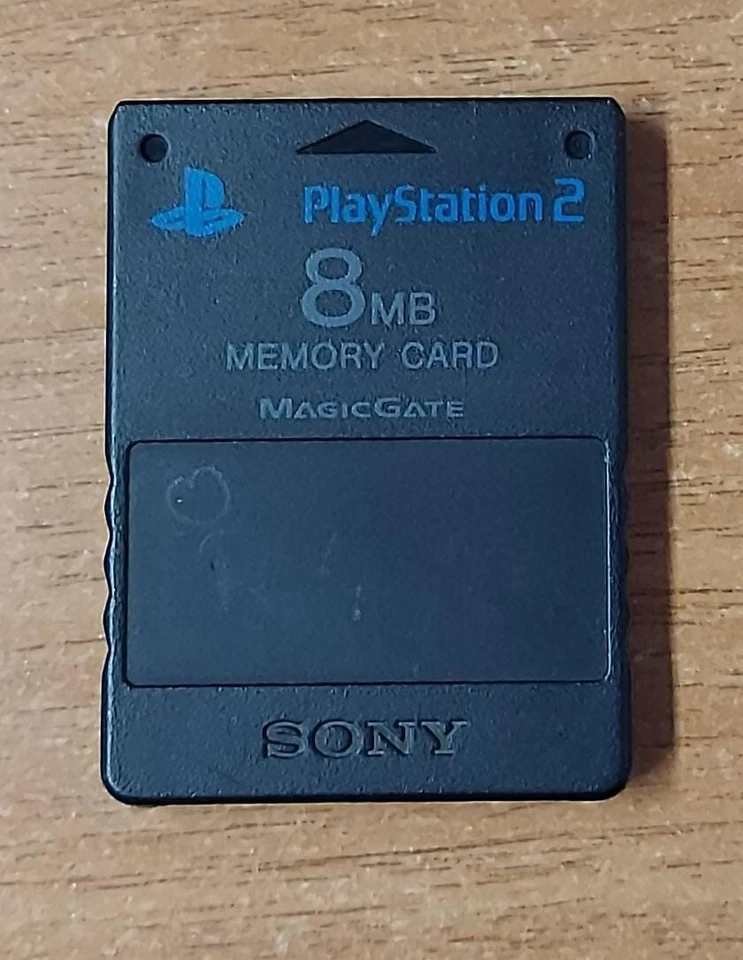 PlayStation 2
8MB
MEMORY CARD
MAGICGATE
SONY